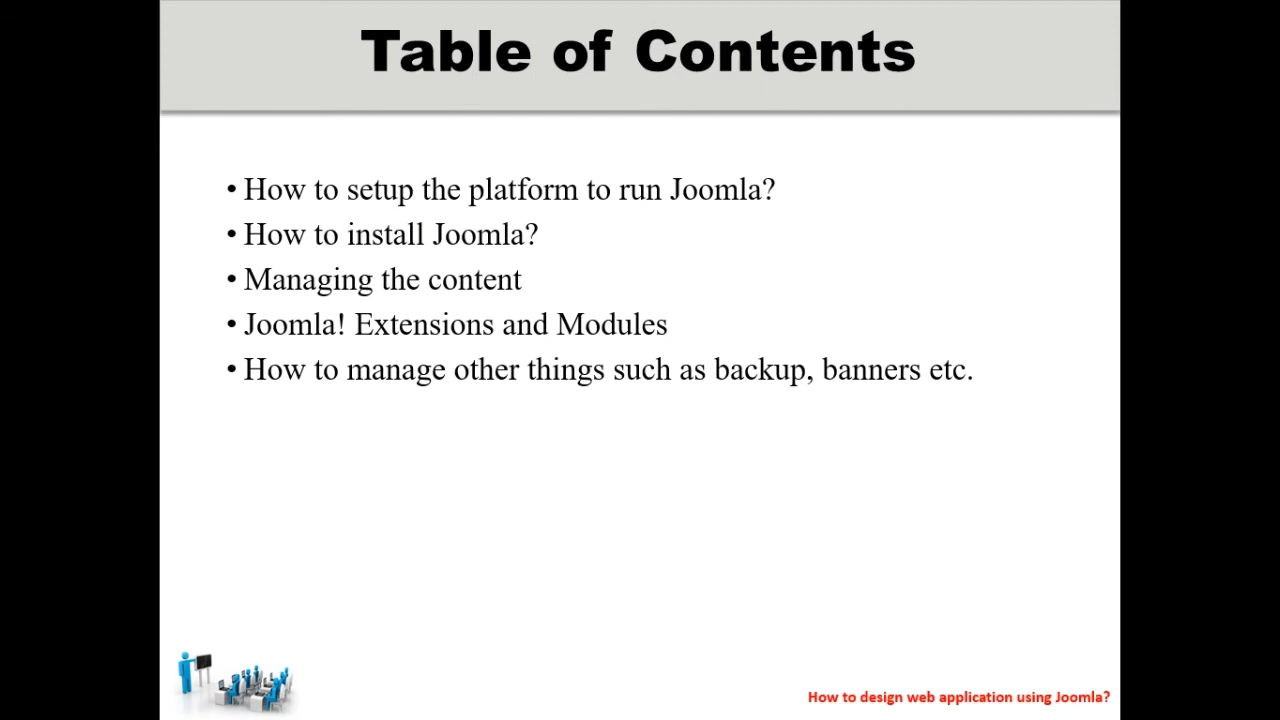 Table of Contents
• How to setup the platform to run Joomla?
• How to install Joomla?
• Managing the content
• Joomla! Extensions and Modules
• How to manage other things such as backup, banners etc.
How to design web application using Joomla?